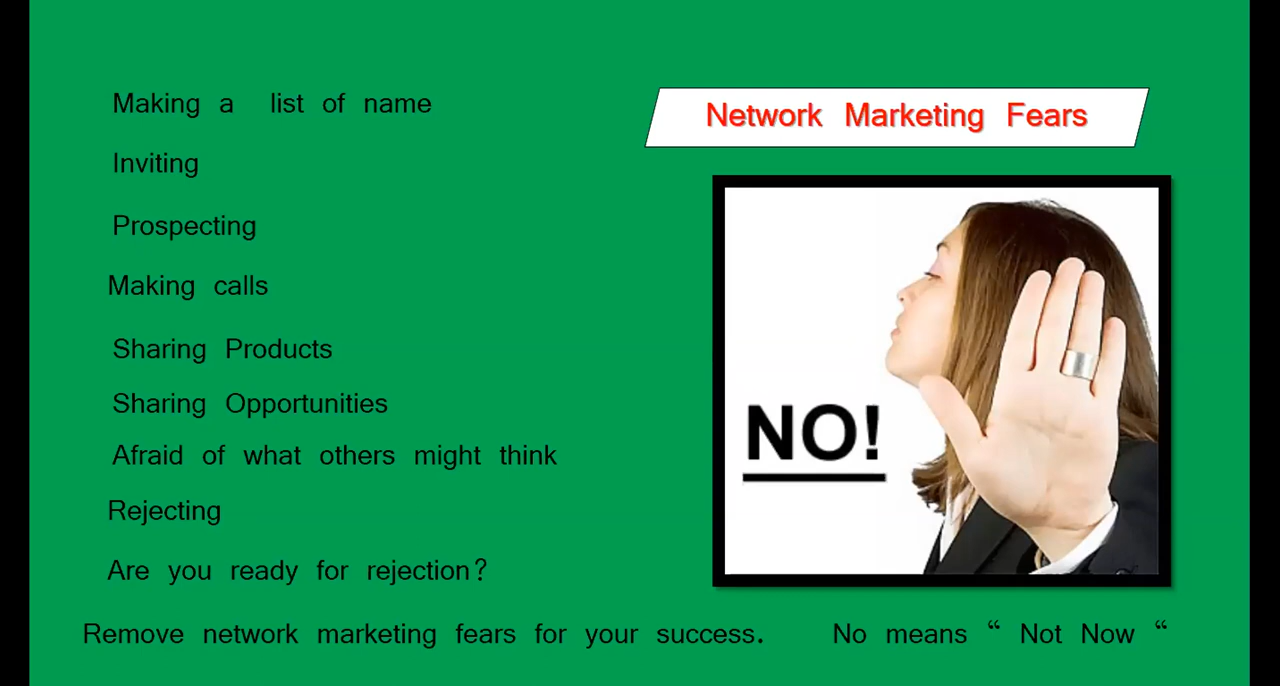 Network Marketing Fears
Making a list of name
Inviting
Prospecting
Making calls
Sharing Products
Sharing Opportunities
Afraid of what others might think
Rejecting
Are you ready for rejection?
NO!
Remove network marketing fears for your success. No means “ Not Now “